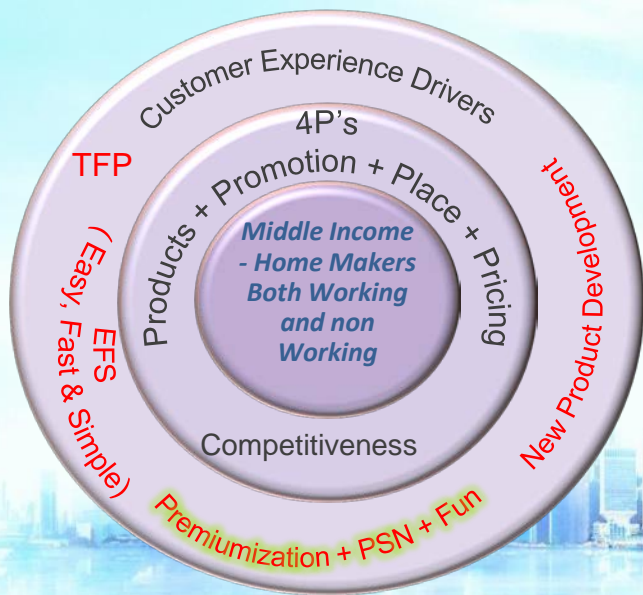 Customer Experience Drivers
4P's
Products + Promotion + Place + Pricing
TFP
Middle Income
- Home Makers
Both Working
and non
Working
EFS
( Easy, Fast & Simple)
New Product Development
Competitiveness
Premiumization + PSN + Fun